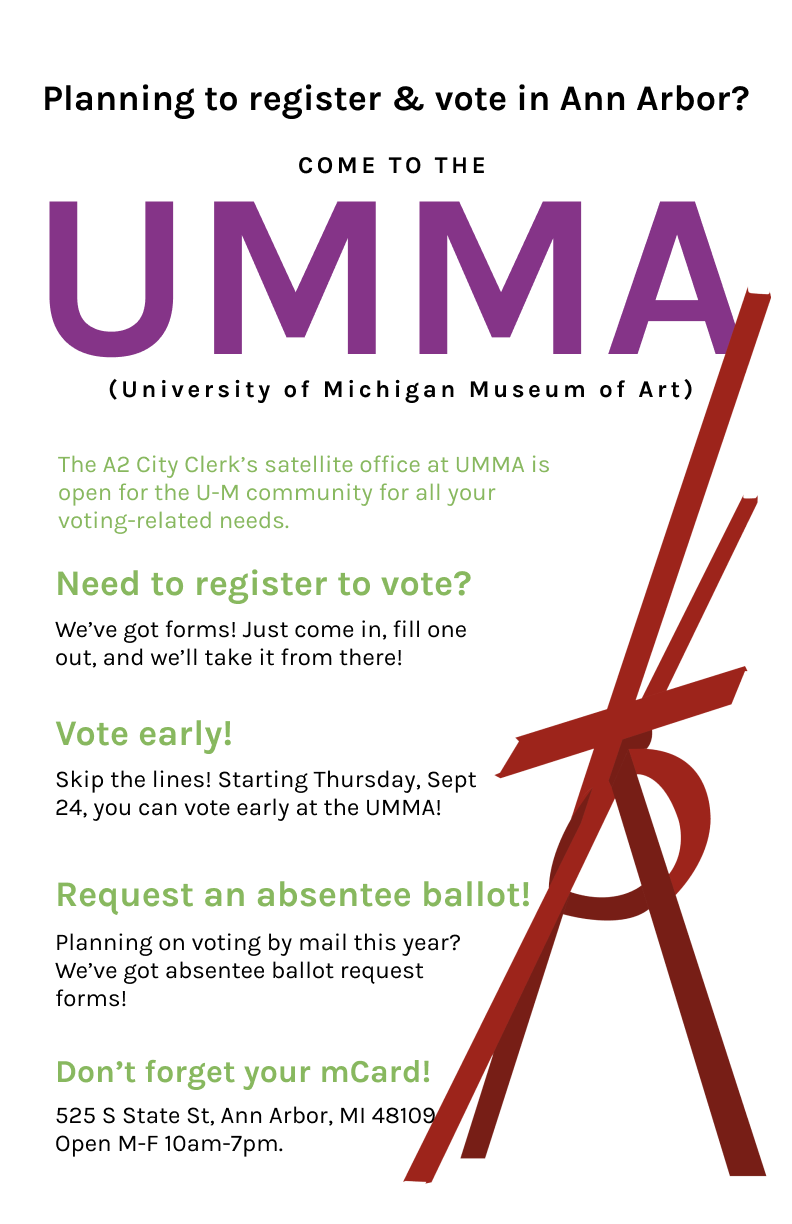 Planning to register & vote in Ann Arbor?
COME TO THE
UMMA
(University of Michigan Museum of Art)
The A2 City Clerk’s satellite office at UMMA is
open for the U-M community for all your
voting-related needs.
Need to register to vote?
We’ve got forms! Just come in, fill one
out, and we’ll take it from there!
Vote early!
Skip the lines! Starting Thursday, Sept
24, you can vote early at the UMMA!
Request an absentee ballot!
Planning on voting by mail this year?
We’ve got absentee ballot request
forms!
Don’t forget your mCard!
525 S State St, Ann Arbor, MI 48109
Open M-F 10am-7pm.